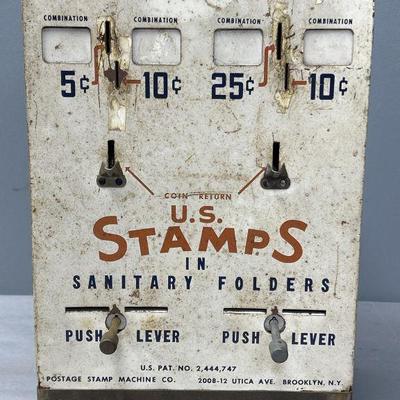 COMBINATION COMBINATION COMBINATION COMBINATION
5¢ 10¢ 25¢ 10¢
COIN RETURN
U.S.
STAMPS
IN
SANITARY FOLDERS
PUSH LEVER PUSH LEVER
U.S. PAT. NO. 2,444,747
POSTAGE STAMP MACHINE CO. 2008-12 UTICA AVE. BROOKLYN, N.Y.